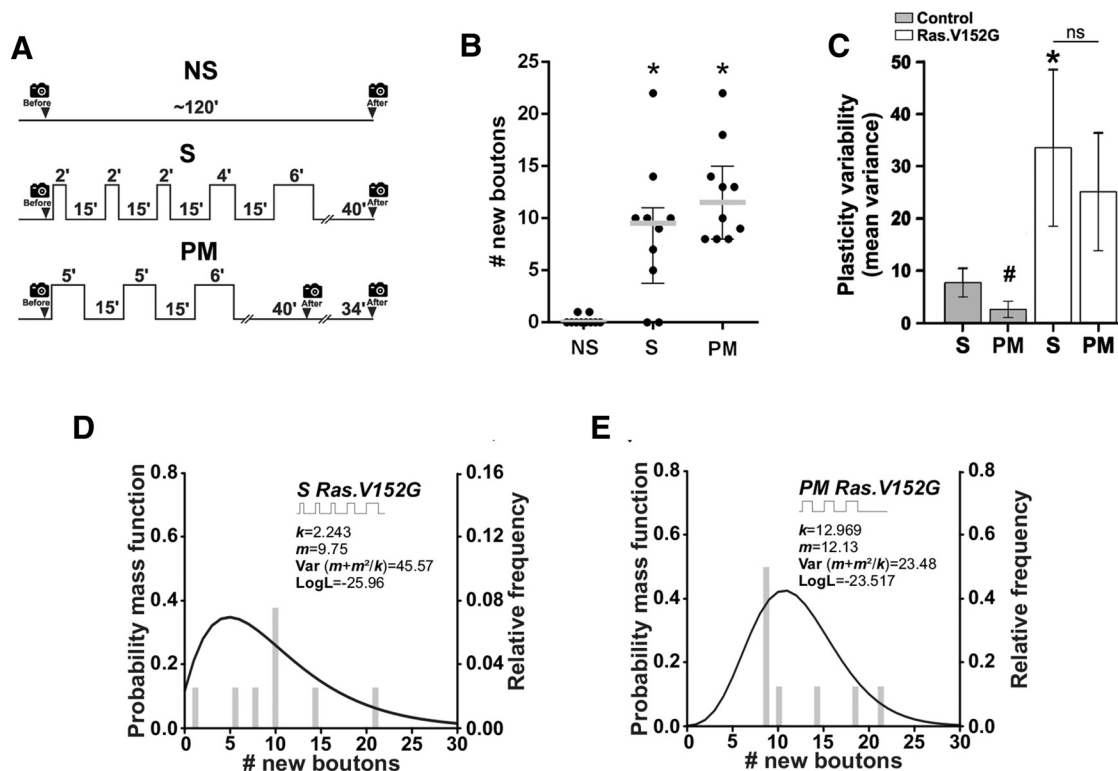 A
NS
Before
~120'
After
S
2' 2' 2' 4' 6'
Before
15' 15' 15' 15' 40'
After
PM
5' 5' 6'
Before
15' 15' 40'
After
34'
After
B
# new boutons
25
20
15
10
5
0
* *
NS S PM
C
Control
Ras.V152G
Plasticity variability
(mean variance)
50
40
30
20
10
0
# * ns
S PM S PM
D
Probability mass function
0.8
0.6
0.4
0.2
0.0
S Ras.V152G
k=2.243
m=9.75
Var (m+m²/k)=45.57
LogL=-25.96
0.16
0.12
0.08
0.04
0.00
Relative frequency
0 5 10 15 20 25 30
# new boutons
E
Probability mass function
0.8
0.6
0.4
0.2
0.0
PM Ras.V152G
k=12.969
m=12.13
Var (m+m²/k)=23.48
LogL=-23.517
0.8
0.6
0.4
0.2
0.0
Relative frequency
0 5 10 15 20 25 30
# new boutons